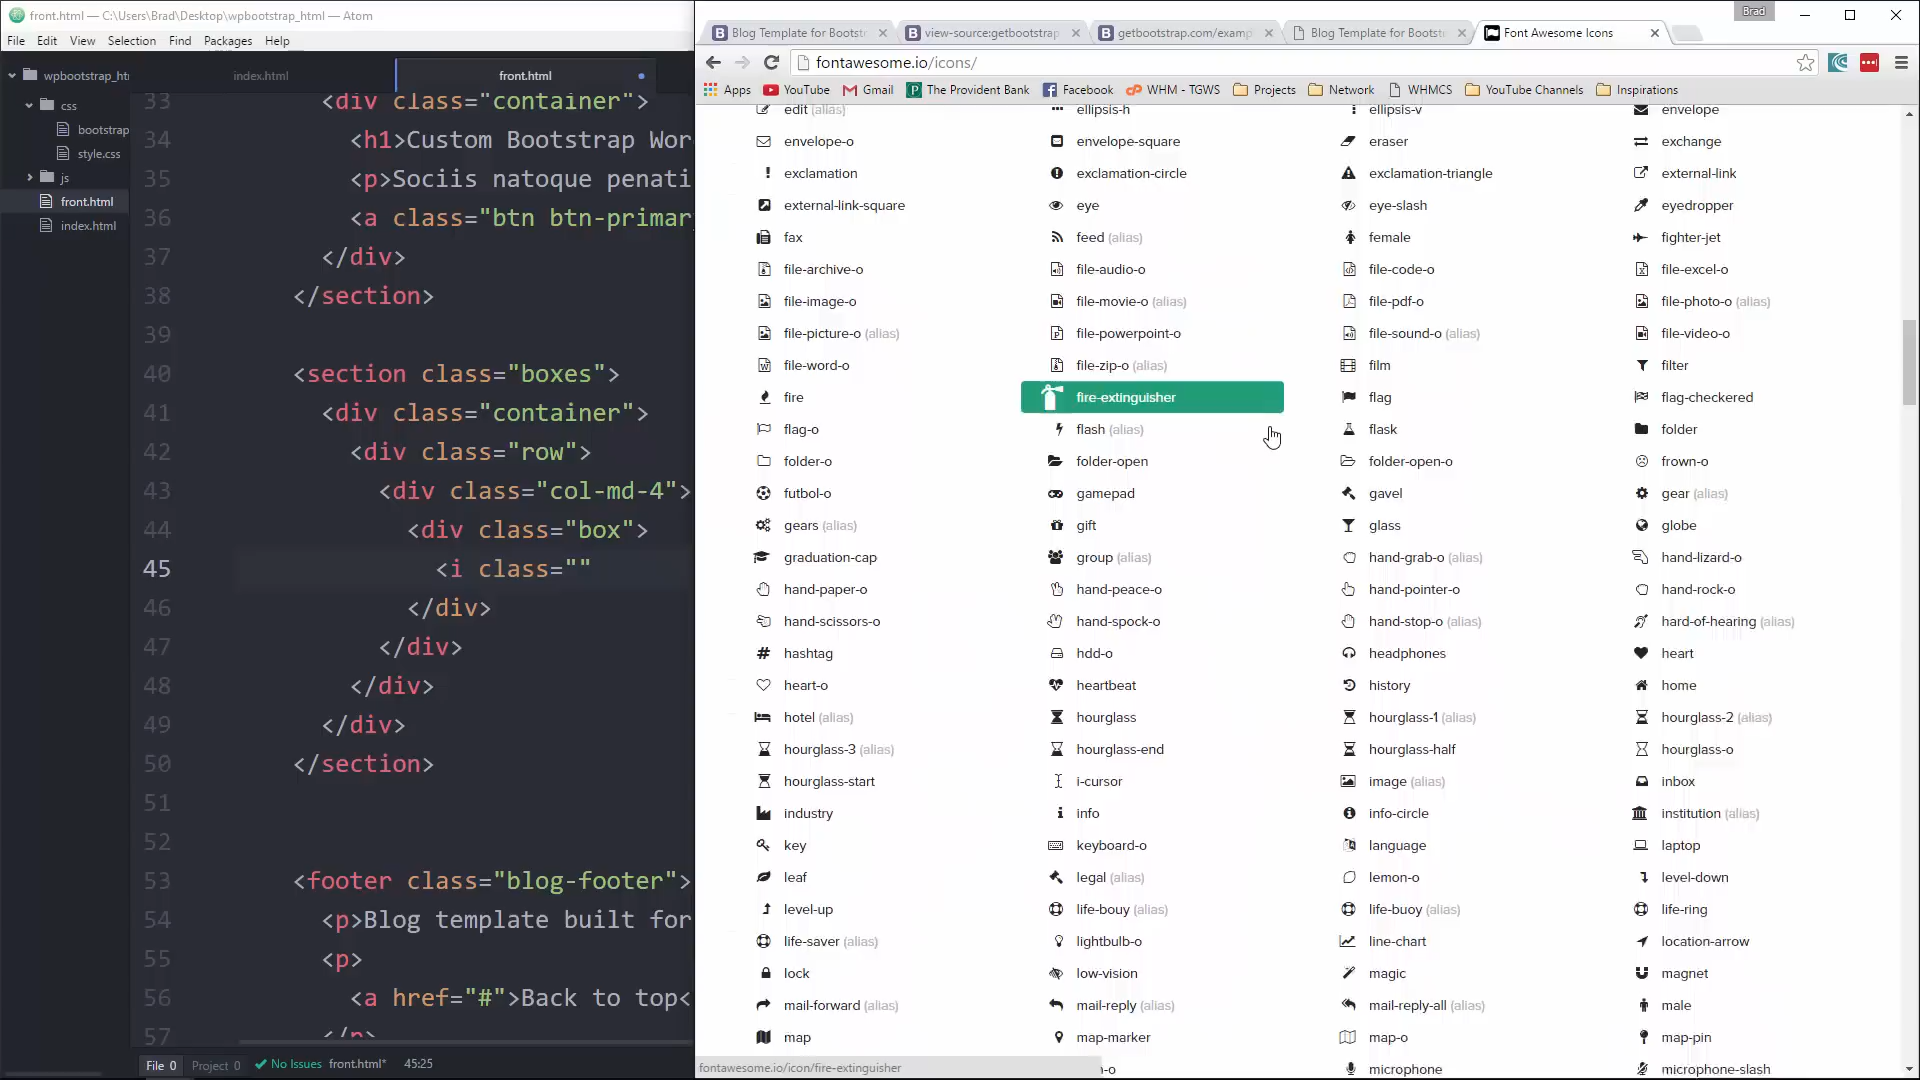 front.html — C:\Users\Brad\Desktop\wpbootstrap_html — Atom
File Edit View Selection Find Packages Help
wpbootstrap_ht
css
bootstrap
style.css
js
front.html
index.html
index.html
front.html
33 <div class="container">
34 <h1>Custom Bootstrap Wor
35 <p>Sociis natoque penati
36 <a class="btn btn-primar
37 </div>
38 </section>
39
40 <section class="boxes">
41 <div class="container">
42 <div class="row">
43 <div class="col-md-4">
44 <div class="box">
45 <i class=""
46 </div>
47 </div>
48 </div>
49 </div>
50 </section>
51
52
53 <footer class="blog-footer">
54 <p>Blog template built for
55 <p>
56 <a href="#">Back to top<
57 </p>
File 0 Project 0 No Issues front.html* 45:25
Brad
Blog Template for Bootst
view-source:getbootstrap
getbootstrap.com/examp
Blog Template for Bootst
Font Awesome Icons
fontawesome.io/icons/
Apps YouTube Gmail The Provident Bank Facebook WHM - TGWS Projects Network WHMCS YouTube Channels Inspirations
edit (alias) ellipsis-h ellipsis-v envelope
envelope-o envelope-square eraser exchange
exclamation exclamation-circle exclamation-triangle external-link
external-link-square eye eye-slash eyedropper
fax feed (alias) female fighter-jet
file-archive-o file-audio-o file-code-o file-excel-o
file-image-o file-movie-o (alias) file-pdf-o file-photo-o (alias)
file-picture-o (alias) file-powerpoint-o file-sound-o (alias) file-video-o
file-word-o file-zip-o (alias) film filter
fire fire-extinguisher flag flag-checkered
flag-o flash (alias) flask folder
folder-o folder-open folder-open-o frown-o
futbol-o gamepad gavel gear (alias)
gears (alias) gift glass globe
graduation-cap group (alias) hand-grab-o (alias) hand-lizard-o
hand-paper-o hand-peace-o hand-pointer-o hand-rock-o
hand-scissors-o hand-spock-o hand-stop-o (alias) hard-of-hearing (alias)
hashtag hdd-o headphones heart
heart-o heartbeat history home
hotel (alias) hourglass hourglass-1 (alias) hourglass-2 (alias)
hourglass-3 (alias) hourglass-end hourglass-half hourglass-o
hourglass-start i-cursor image (alias) inbox
industry info info-circle institution (alias)
key keyboard-o language laptop
leaf legal (alias) lemon-o level-down
level-up life-bouy (alias) life-buoy (alias) life-ring
life-saver (alias) lightbulb-o line-chart location-arrow
lock low-vision magic magnet
mail-forward (alias) mail-reply (alias) mail-reply-all (alias) male
map map-marker map-o map-pin
n-o microphone microphone-slash
fontawesome.io/icon/fire-extinguisher